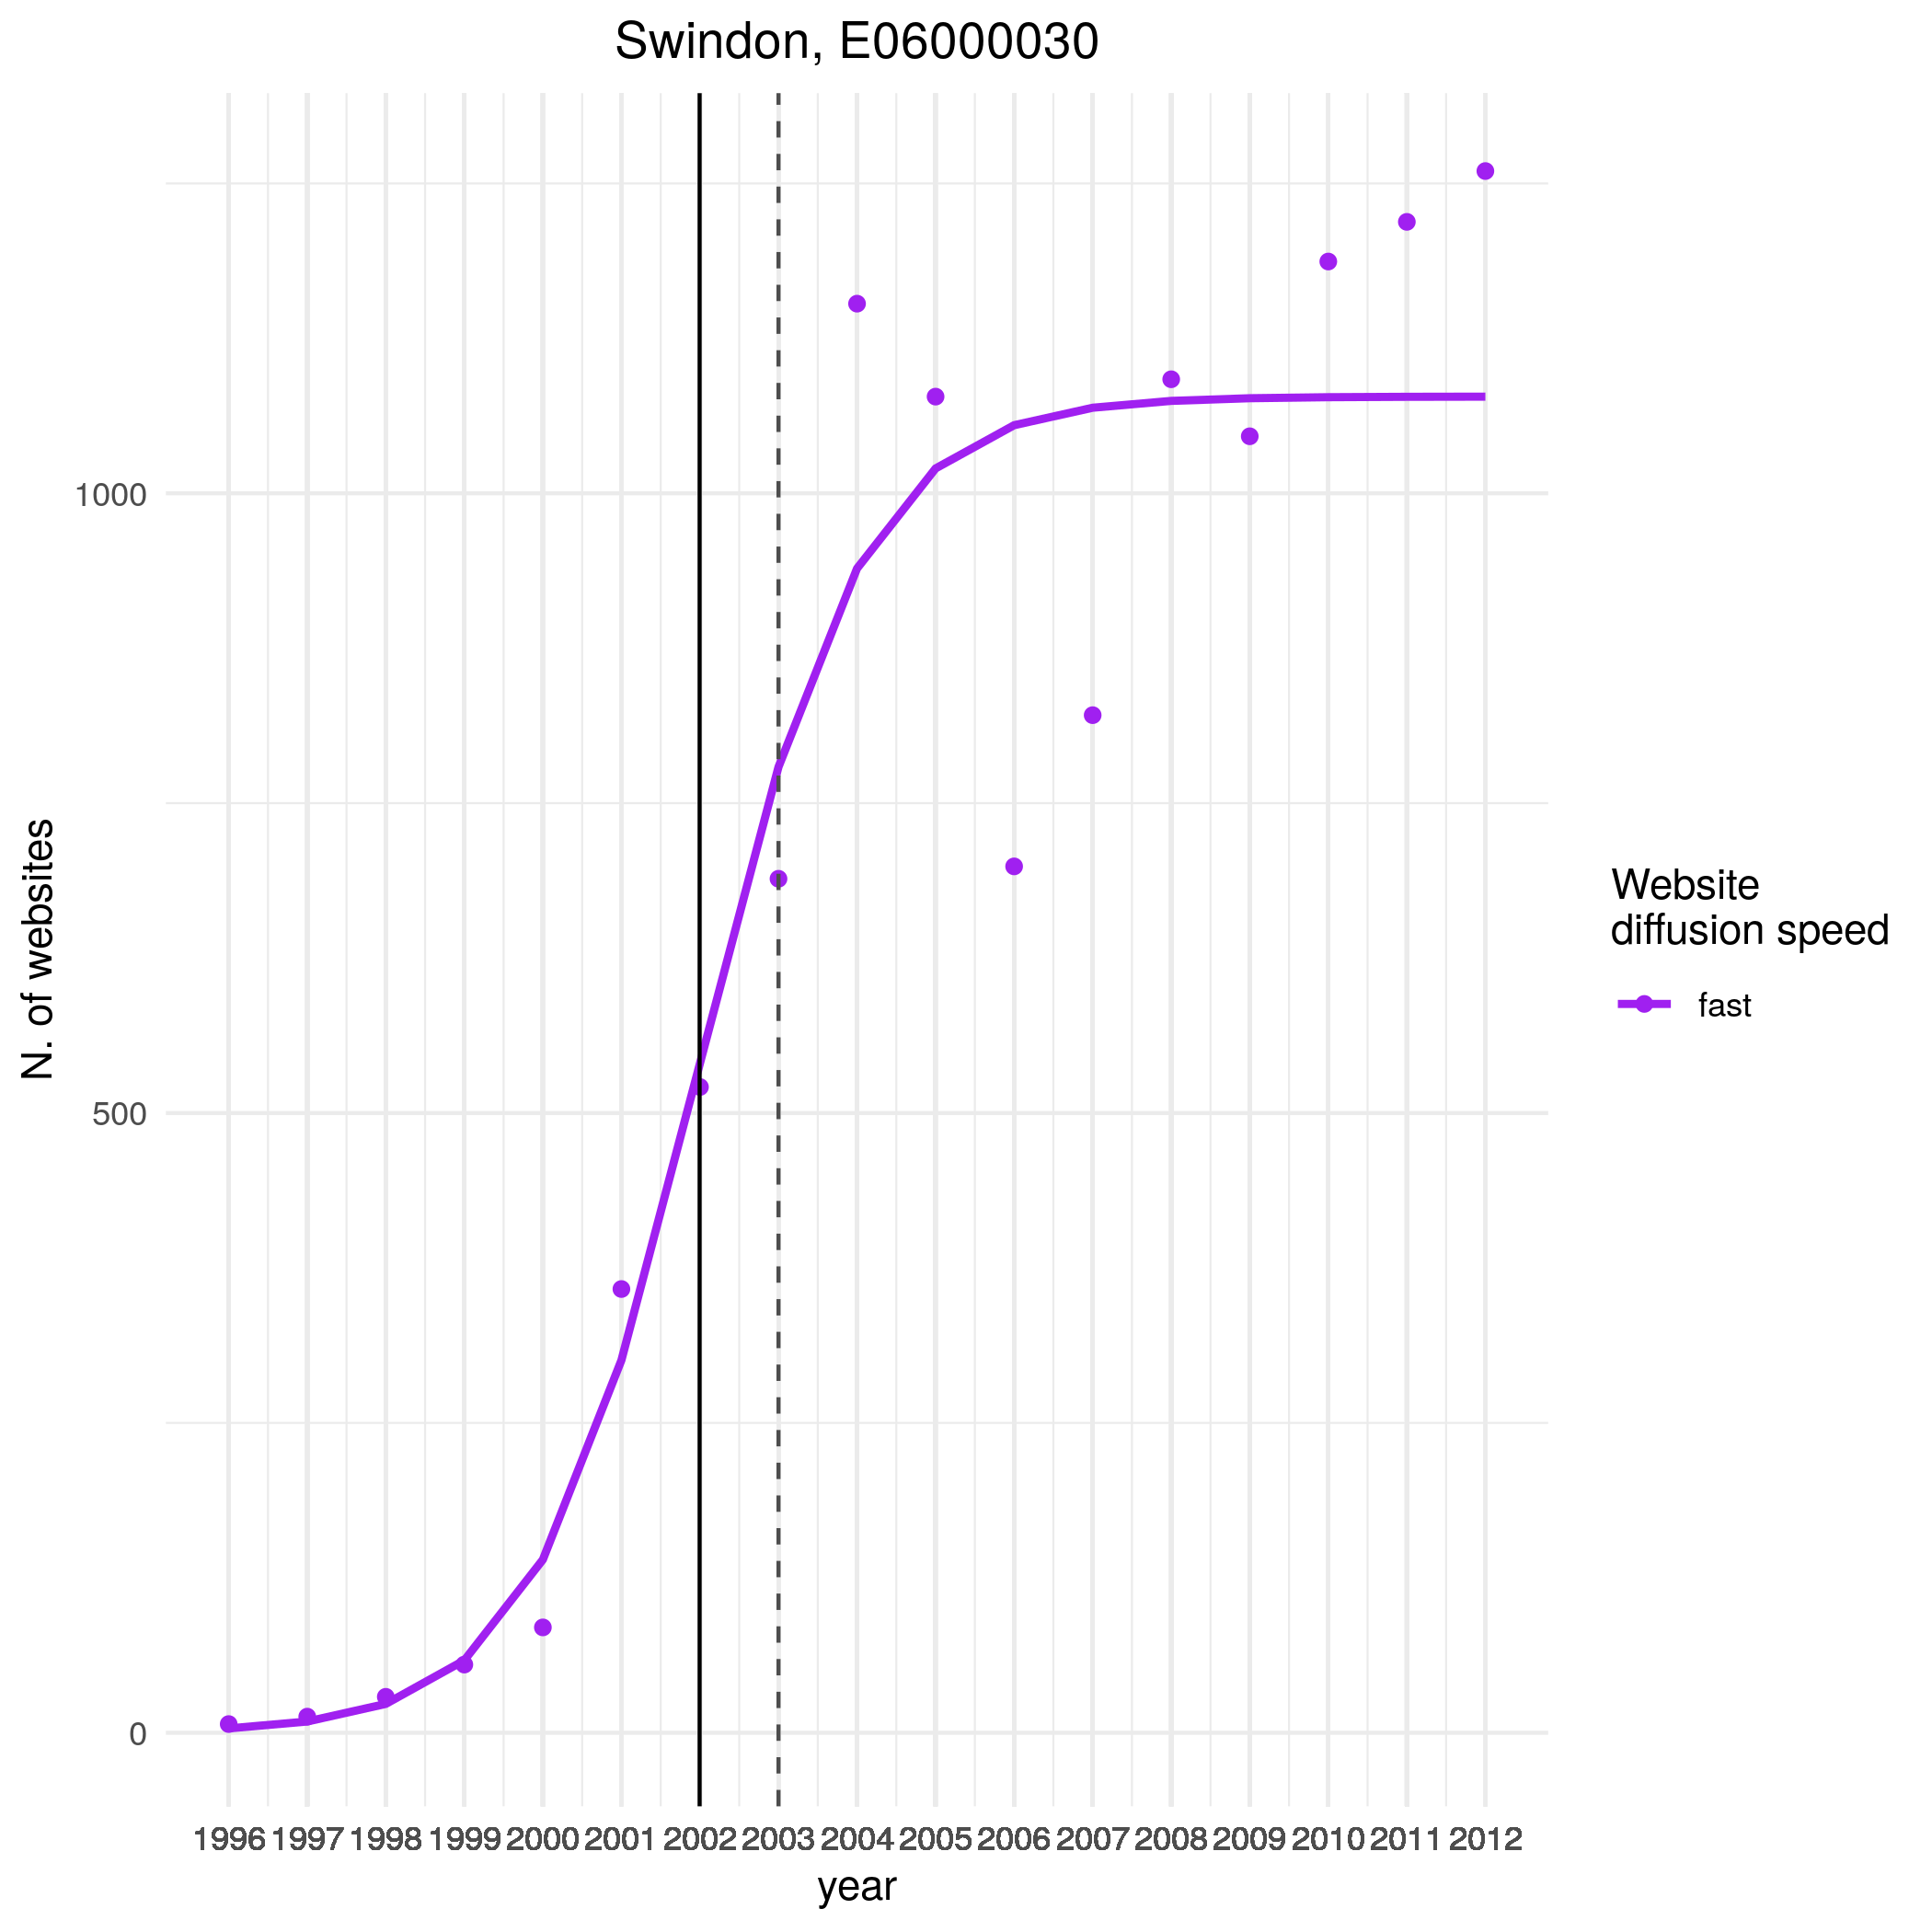 Swindon, E06000030
N. of websites
1000
500
0
1996 1997 1998 1999 2000 2001 2002 2003 2004 2005 2006 2007 2008 2009 2010 2011 2012
year
Website
diffusion speed
fast